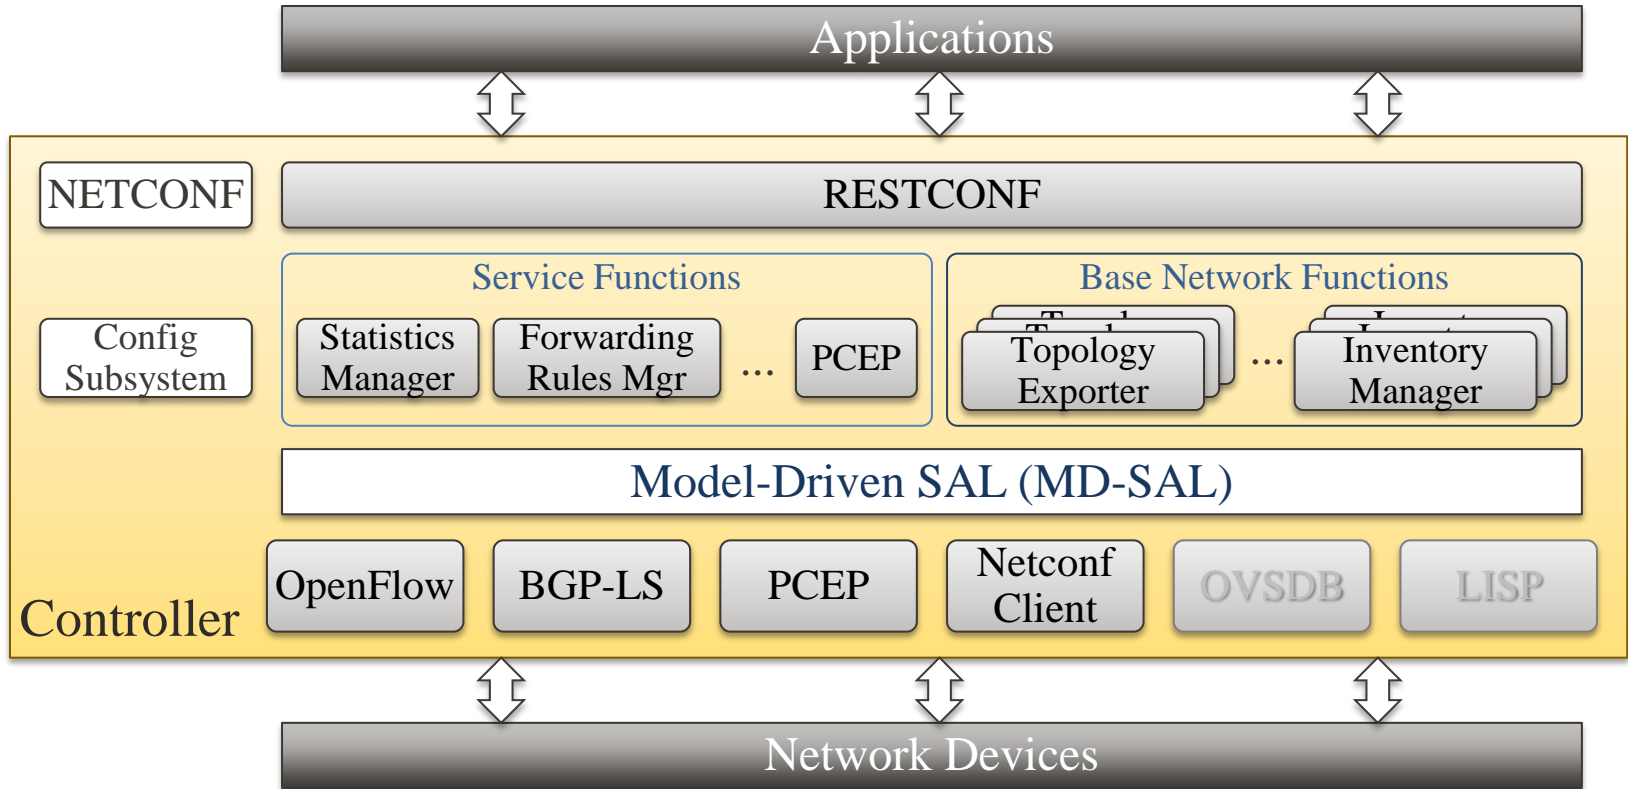 Applications
NETCONF
RESTCONF
Service Functions
Base Network Functions
Config
Subsystem
Statistics
Manager
Forwarding
Rules Mgr
...
PCEP
Topology
Exporter
...
Inventory
Manager
Model-Driven SAL (MD-SAL)
OpenFlow
BGP-LS
PCEP
Netconf
Client
OVSDB
LISP
Controller
Network Devices